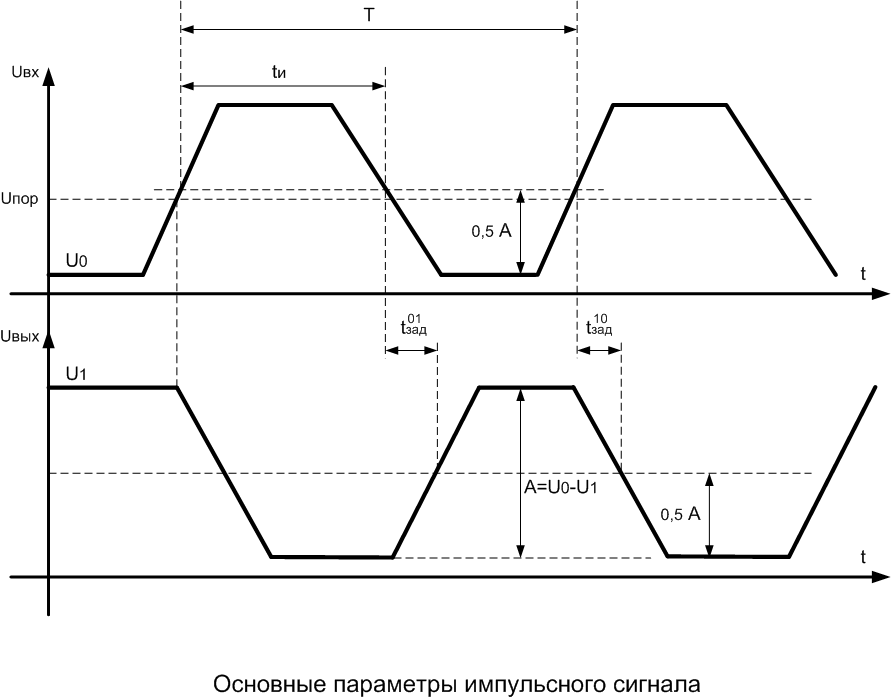 T
tи
Uвх
Uпор
0,5 A
U0
t
Uвых
t01зад
t10зад
U1
A=U0-U1
0,5 A
t
Основные параметры импульсного сигнала